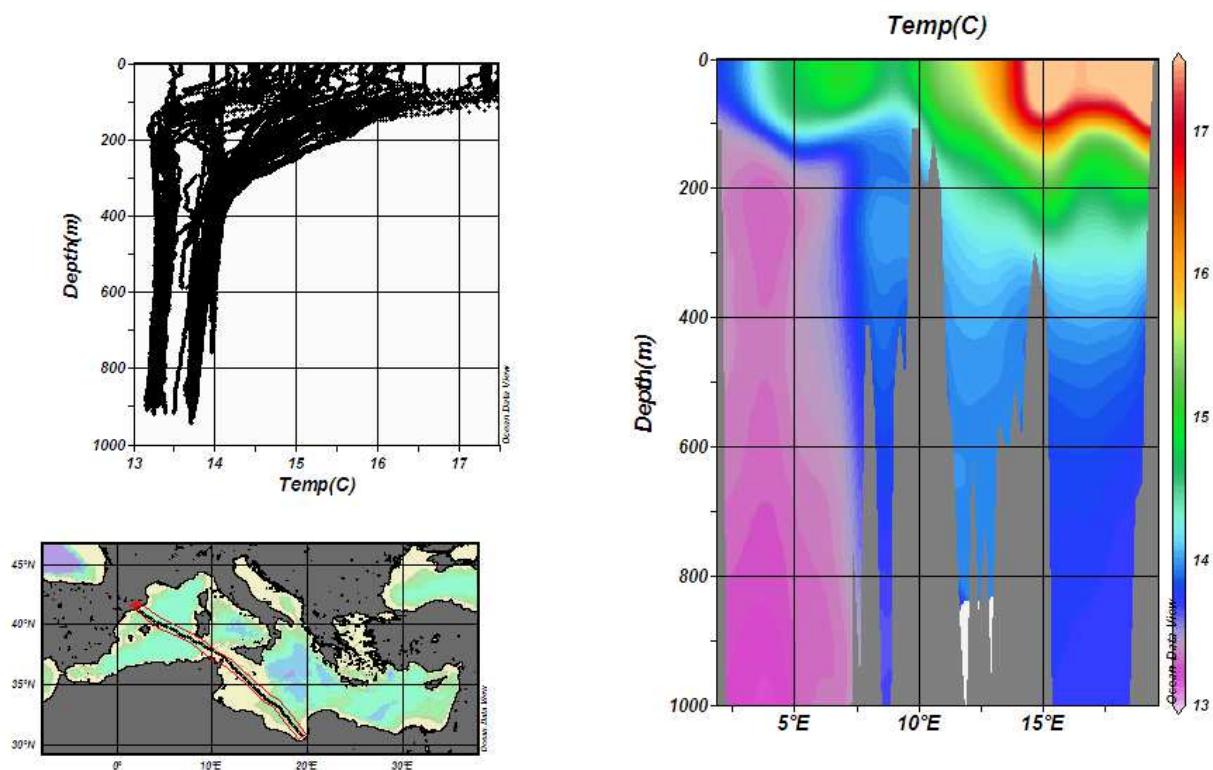 Temp(C)
0
200
400
600
800
1000
Depth(m)
13
14
15
16
17
Temp(C)
Ocean Data View
45°N
40°N
35°N
30°N
0°
10°E
20°E
30°E
Ocean Data View
0
200
400
600
800
1000
Depth(m)
5°E
10°E
15°E
17
16
15
14
13
Ocean Data View